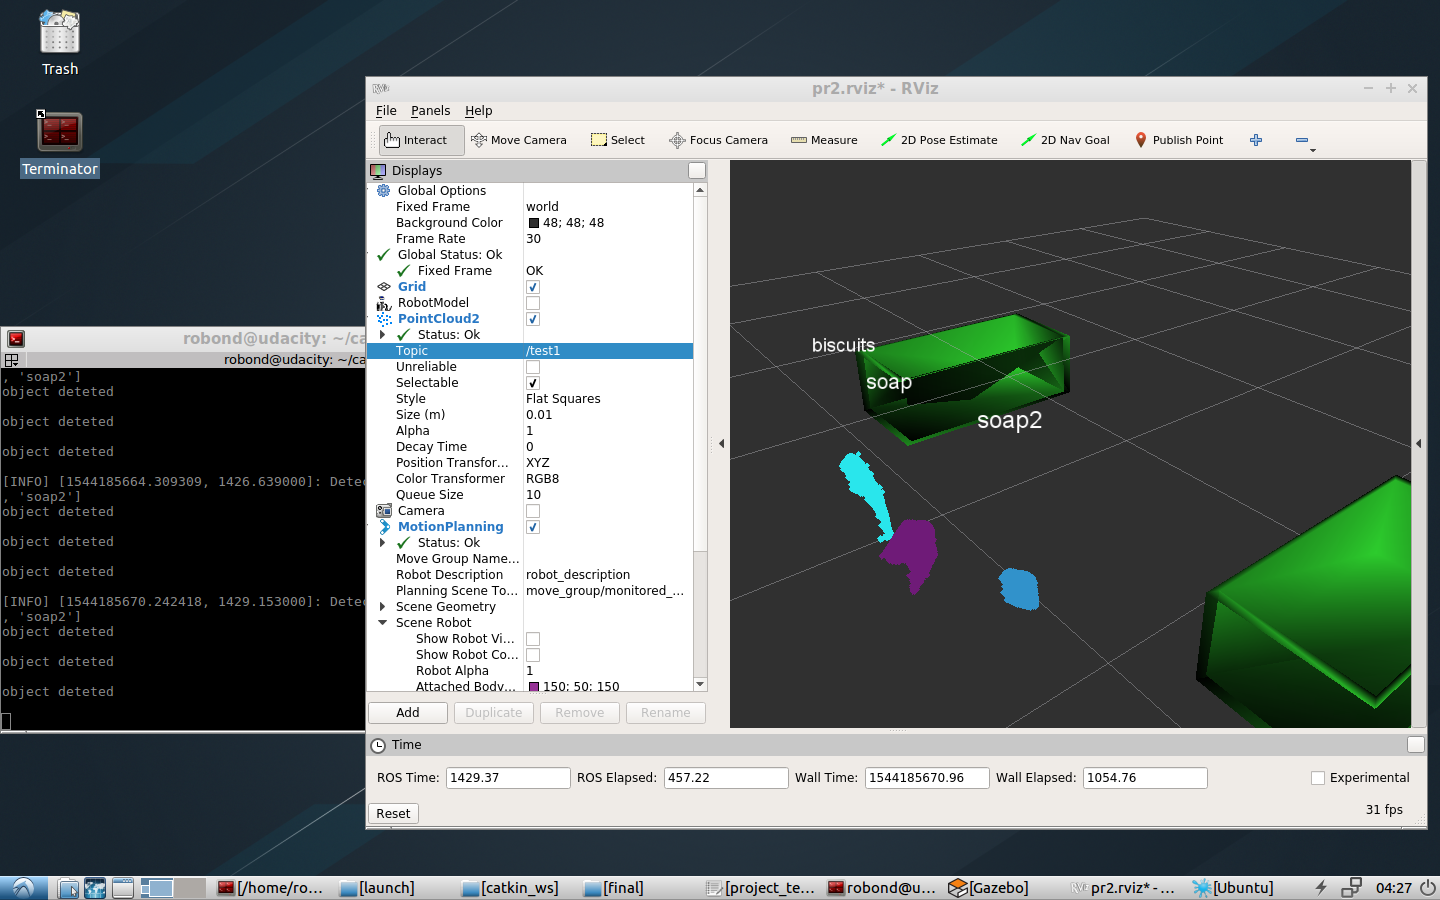 Trash
Terminator
robond@udacity: ~/ca
robond@udacity: ~/ca
, 'soap2']
object deteted
object deteted
object deteted
[INFO] [1544185664.309309, 1426.639000]: Detec
, 'soap2']
object deteted
object deteted
object deteted
[INFO] [1544185670.242418, 1429.153000]: Detec
, 'soap2']
object deteted
object deteted
object deteted
pr2.rviz* - RViz
File Panels Help
Interact Move Camera Select Focus Camera Measure 2D Pose Estimate 2D Nav Goal Publish Point
Displays
Global Options
Fixed Frame world
Background Color 48; 48; 48
Frame Rate 30
Global Status: Ok
Fixed Frame OK
Grid
RobotModel
PointCloud2
Status: Ok
Topic /test1
Unreliable
Selectable
Style Flat Squares
Size (m) 0.01
Alpha 1
Decay Time 0
Position Transfor... XYZ
Color Transformer RGB8
Queue Size 10
Camera
MotionPlanning
Status: Ok
Move Group Name...
Robot Description robot_description
Planning Scene To... move_group/monitored_...
Scene Geometry
Scene Robot
Show Robot Vi...
Show Robot Co...
Robot Alpha 1
Attached Body... 150; 50; 150
Add Duplicate Remove Rename
biscuits
soap
soap2
Time
ROS Time: 1429.37 ROS Elapsed: 457.22 Wall Time: 1544185670.96 Wall Elapsed: 1054.76 Experimental
Reset 31 fps
[/home/ro... [launch] [catkin_ws] [final] [project_te... robond@u... [Gazebo] pr2.rviz* -... [Ubuntu] 04:27